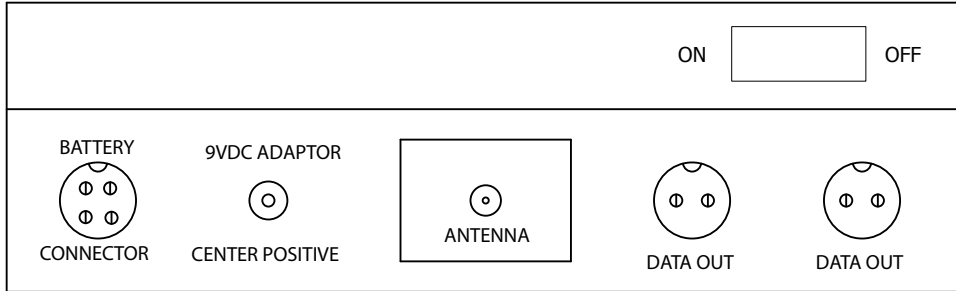 ON OFF
BATTERY
CONNECTOR
9VDC ADAPTOR
CENTER POSITIVE
ANTENNA
DATA OUT
DATA OUT